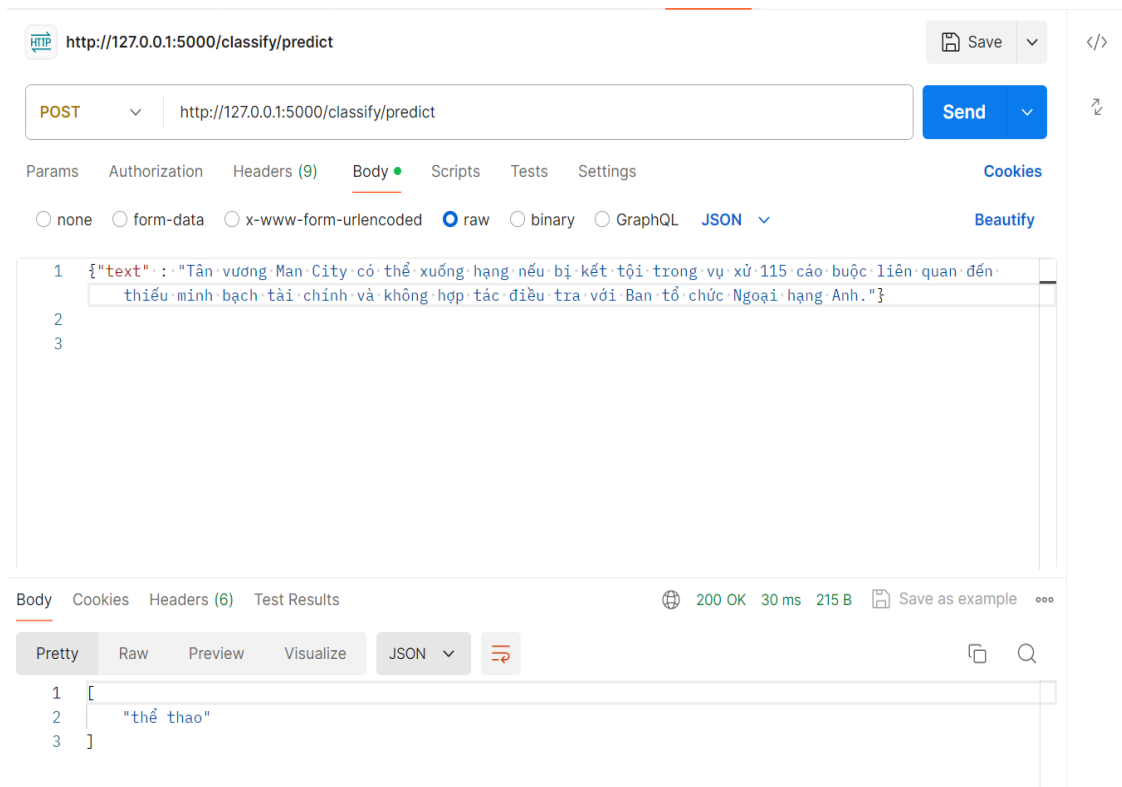 HTTP http://127.0.0.1:5000/classify/predict Save
POST http://127.0.0.1:5000/classify/predict Send
Params Authorization Headers (9) Body Scripts Tests Settings Cookies
none form-data x-www-form-urlencoded raw binary GraphQL JSON Beautify
1 {"text" : "Tân vương Man City có thể xuống hạng nếu bị kết tội trong vụ xử 115 cáo buộc liên quan đến
thiếu minh bạch tài chính và không hợp tác điều tra với Ban tổ chức Ngoại hạng Anh."}
2
3
Body Cookies Headers (6) Test Results 200 OK 30 ms 215 B Save as example
Pretty Raw Preview Visualize JSON
1 [
2 "thể thao"
3 ]